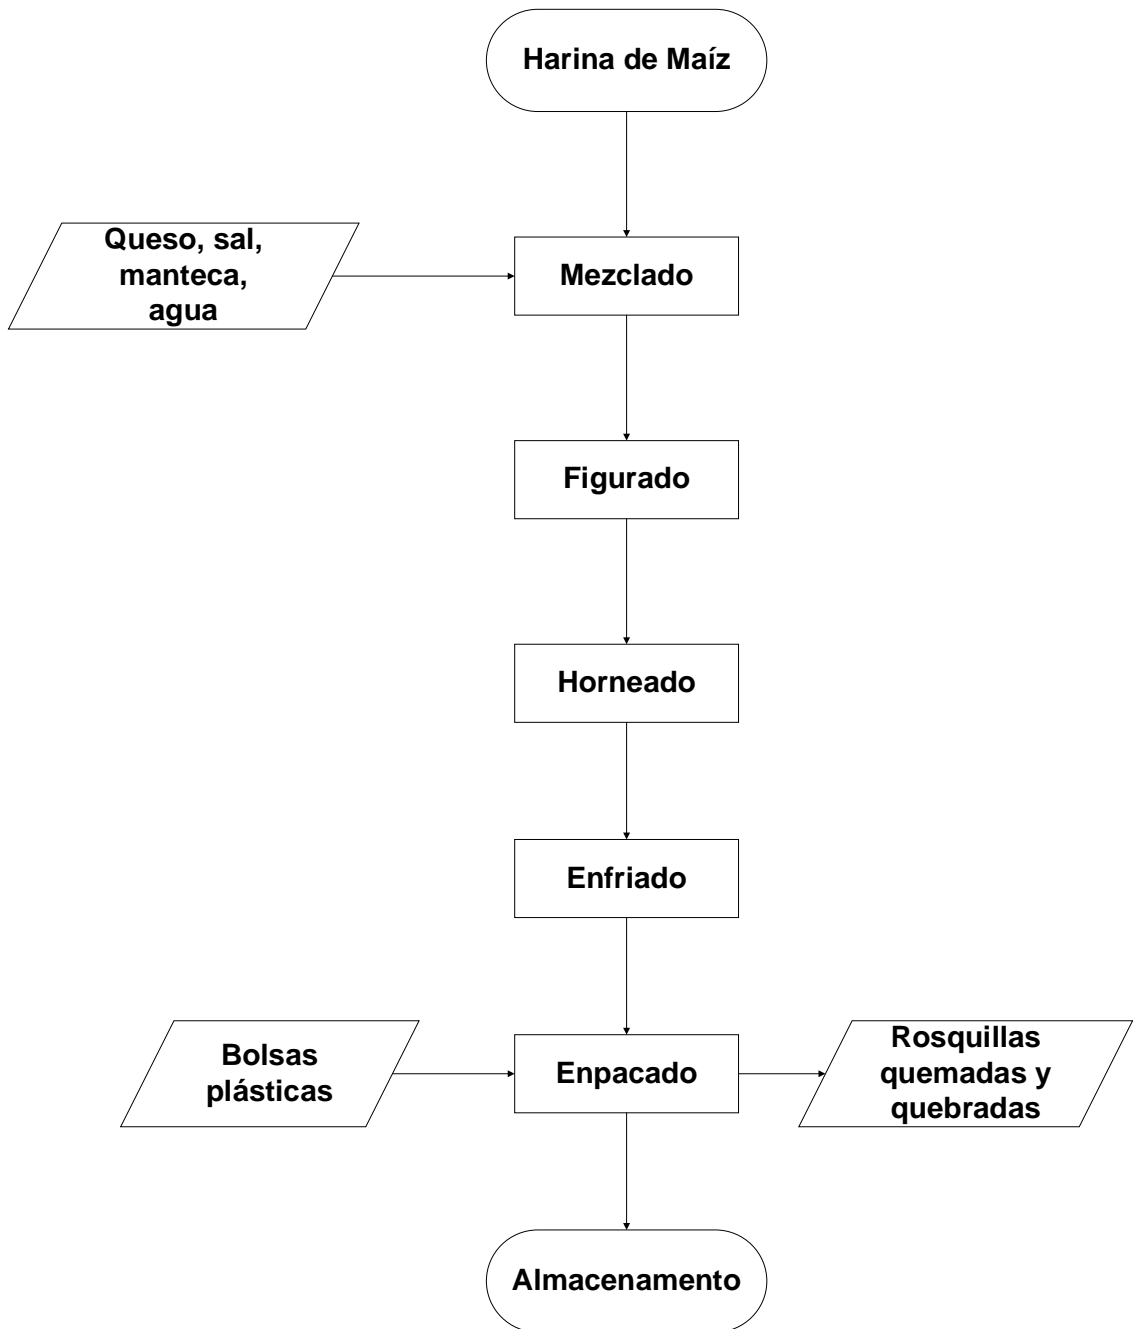 Harina de Maíz
Queso, sal,
manteca,
agua
Mezclado
Figurado
Horneado
Enfriado
Bolsas
plásticas
Enpacado
Rosquillas
quemadas y
quebradas
Almacenamento